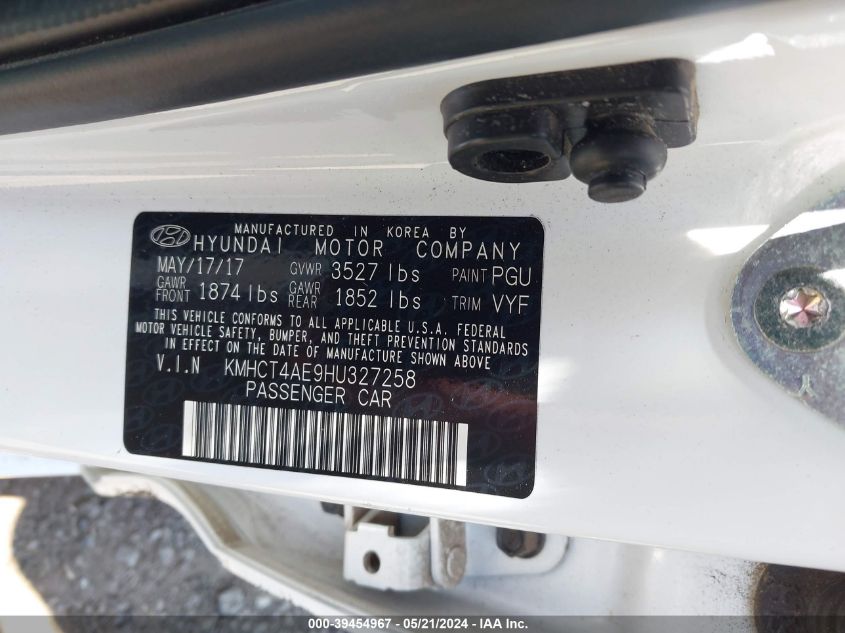 MANUFACTURED IN KOREA BY
HYUNDAI MOTOR COMPANY
MAY/17/17 GVWR 3527 lbs PAINT PGU
GAWR FRONT 1874 lbs GAWR REAR 1852 lbs TRIM VYF
THIS VEHICLE CONFORMS TO ALL APPLICABLE U.S.A. FEDERAL
MOTOR VEHICLE SAFETY, BUMPER, AND THEFT PREVENTION STANDARDS
IN EFFECT ON THE DATE OF MANUFACTURE SHOWN ABOVE
V.I.N KMHCT4AE9HU327258
PASSENGER CAR
000-39454967 - 05/21/2024 - IAA Inc.